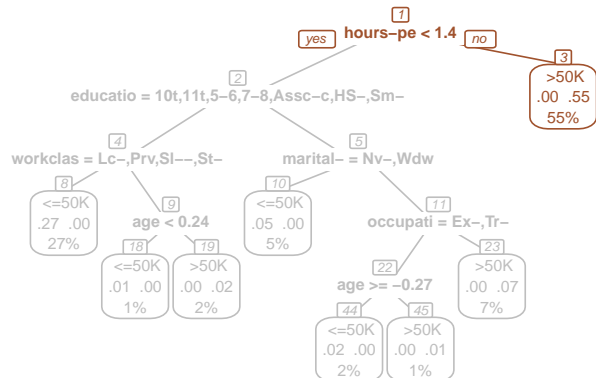 1
hours−pe < 1.4
yes
no
3
>50K
.00 .55
55%
2
educatio = 10t,11t,5−6,7−8,Assc−c,HS−,Sm−
4
workclas = Lc−,Prv,Sl−−,St−
5
marital− = Nv−,Wdw
8
<=50K
.27 .00
27%
9
age < 0.24
10
<=50K
.05 .00
5%
11
occupati = Ex−,Tr−
18
<=50K
.01 .00
1%
19
>50K
.00 .02
2%
22
age >= −0.27
23
>50K
.00 .07
7%
44
<=50K
.02 .00
2%
45
>50K
.00 .01
1%